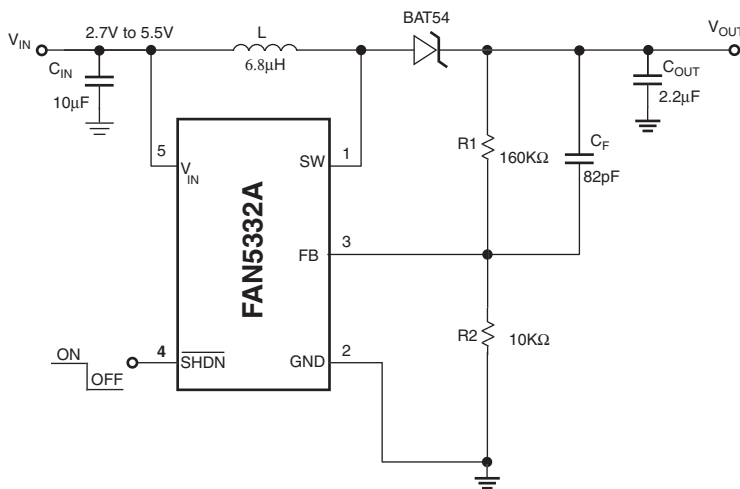 BAT54
V_IN
2.7V to 5.5V
L
V_OUT
C_IN
6.8μH
C_OUT
10μF
2.2μF
5
V_IN
SW
1
R1
160KΩ
C_F
82pF
FAN5332A
FB
3
R2
10KΩ
ON
OFF
4
SHDN
GND
2